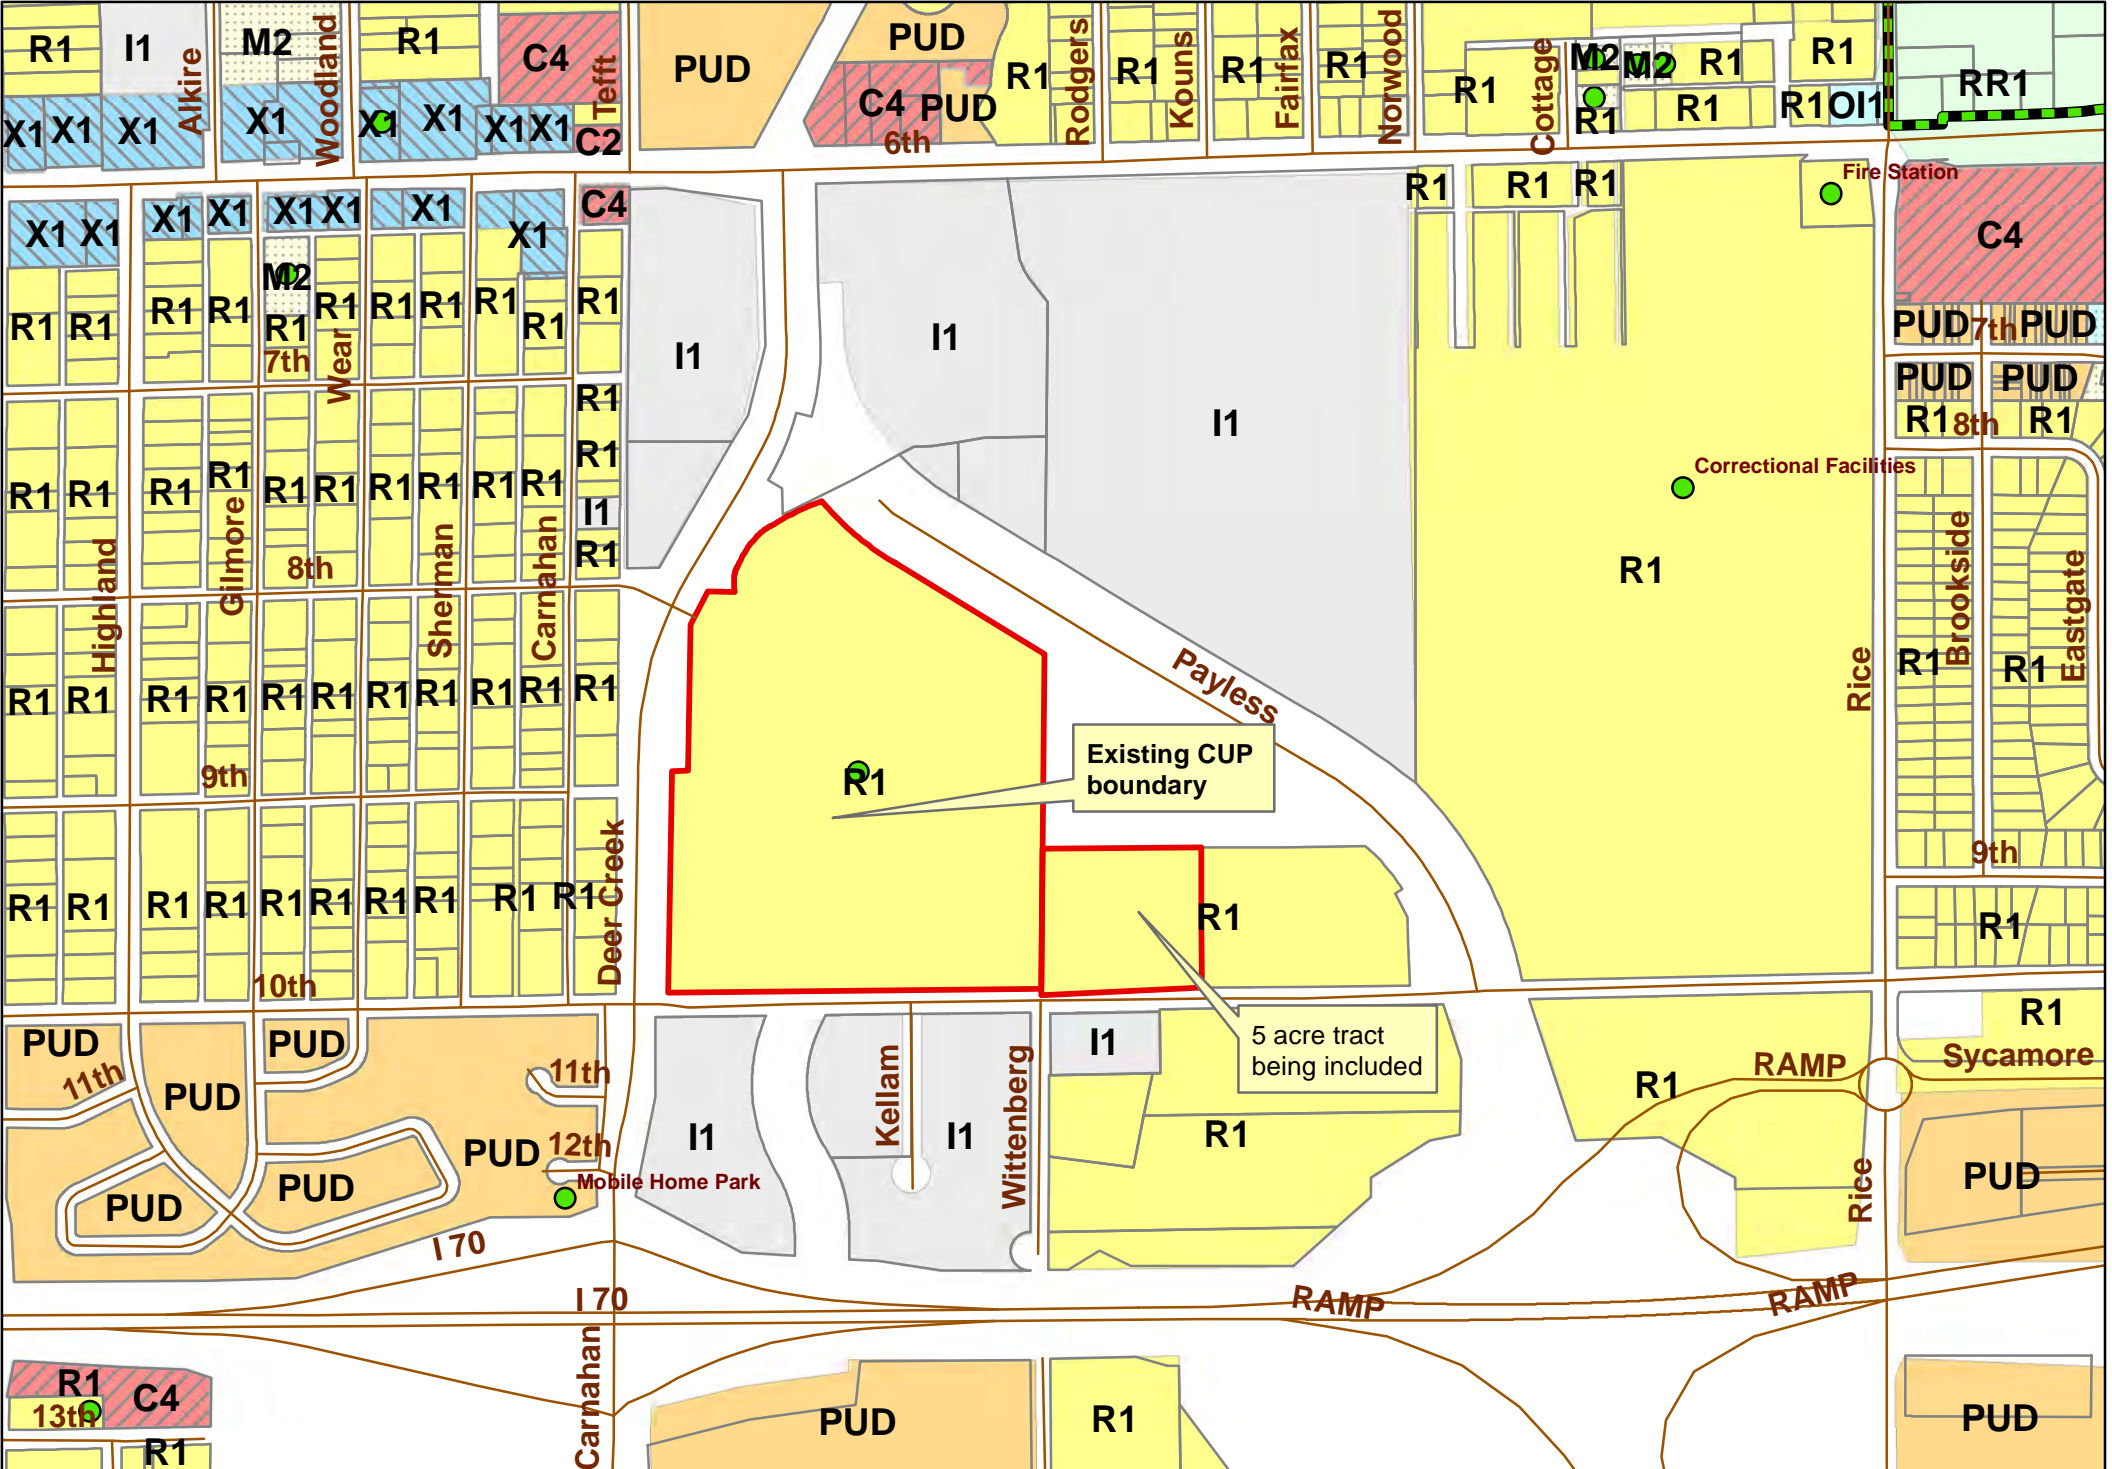 R1
I1
Alkire
M2
Woodland
R1
C4
Tefft
PUD
PUD
C4
PUD
6th
R1
Rodgers
R1
Kouns
R1
Fairfax
R1
Norwood
R1
Cottage
M2
M2
R1
R1
R1
R1
R1
OI1
RR1
X1
X1
X1
X1
X1
X1
X1
X1
C2
Fire Station
X1
X1
X1
X1
X1
X1
X1
X1
C4
R1
R1
R1
C4
M2
R1
R1
R1
R1
R1
R1
R1
R1
R1
R1
R1
7th
Wear
I1
I1
I1
PUD
7th
PUD
PUD
PUD
R1
8th
R1
R1
R1
R1
R1
R1
R1
R1
R1
R1
R1
R1
R1
I1
R1
Correctional Facilities
R1
Highland
Gilmore
8th
Sherman
Carnahan
Brookside
Eastgate
R1
R1
R1
R1
R1
R1
R1
R1
R1
R1
R1
Payless
Rice
R1
R1
9th
R1
Existing CUP
boundary
Deer Creek
9th
R1
R1
R1
R1
R1
R1
R1
R1
R1
R1
R1
R1
10th
PUD
11th
PUD
PUD
11th
PUD
12th
PUD
PUD
Mobile Home Park
I1
Kellam
I1
Wittenberg
I1
R1
5 acre tract
being included
R1
RAMP
R1
Sycamore
PUD
Rice
I 70
I 70
RAMP
RAMP
R1
C4
13th
R1
Carnahan
PUD
R1
PUD